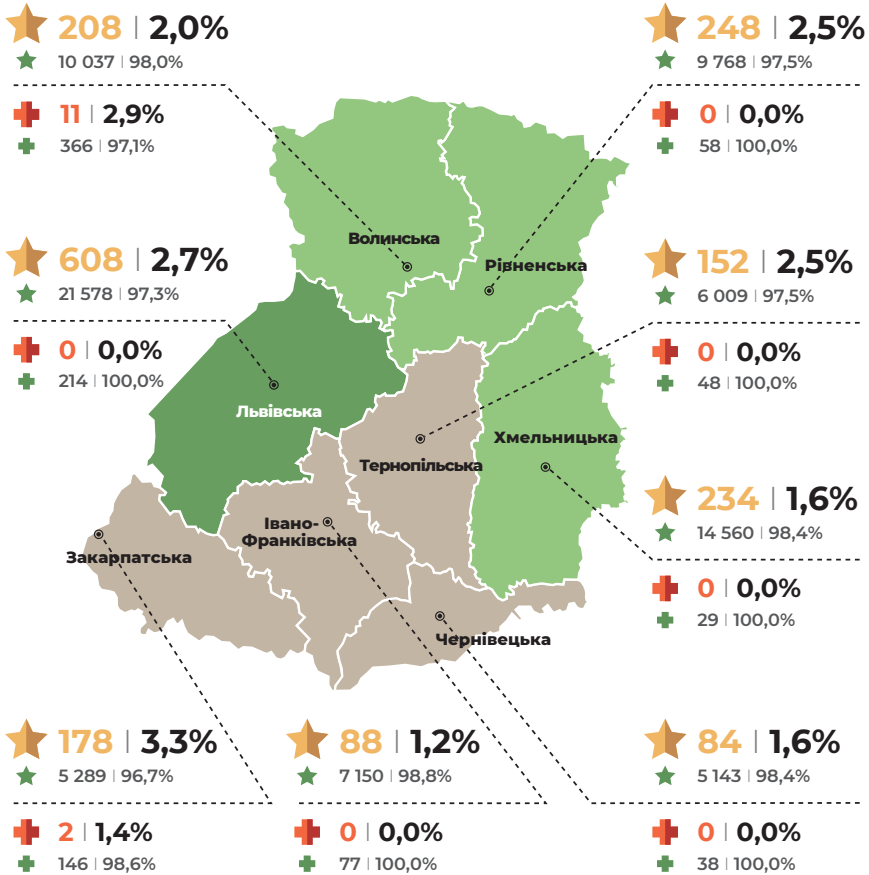 208 | 2,0%
10 037 | 98,0%
11 | 2,9%
366 | 97,1%
248 | 2,5%
9 768 | 97,5%
0 | 0,0%
58 | 100,0%
608 | 2,7%
21 578 | 97,3%
0 | 0,0%
214 | 100,0%
152 | 2,5%
6 009 | 97,5%
0 | 0,0%
48 | 100,0%
Волинська
Рівненська
Львівська
Тернопільська
Хмельницька
Івано-
Франківська
Закарпатська
Чернівецька
234 | 1,6%
14 560 | 98,4%
0 | 0,0%
29 | 100,0%
178 | 3,3%
5 289 | 96,7%
2 | 1,4%
146 | 98,6%
88 | 1,2%
7 150 | 98,8%
0 | 0,0%
77 | 100,0%
84 | 1,6%
5 143 | 98,4%
0 | 0,0%
38 | 100,0%